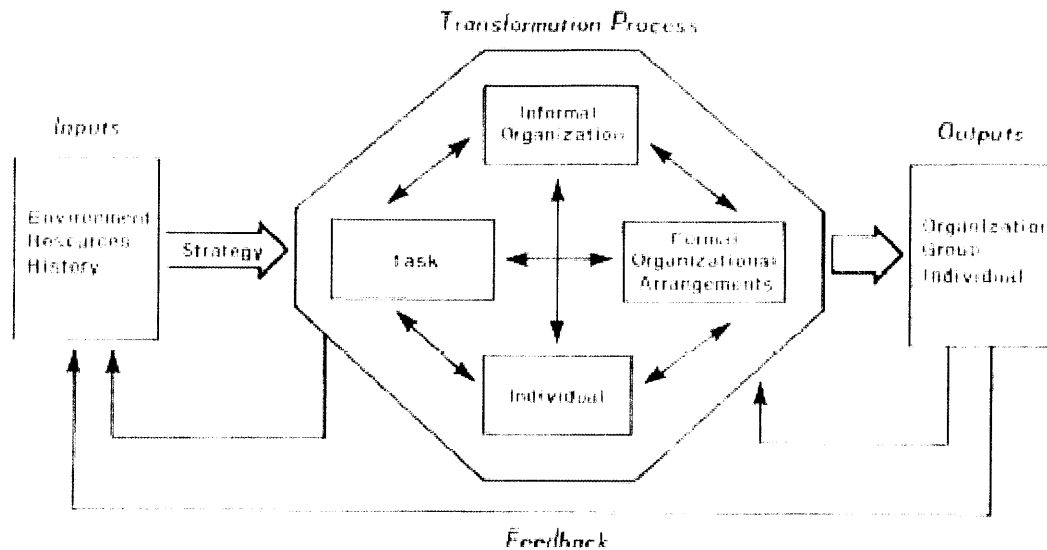 Transformation Process
Inputs
Outputs
Informal
Organization
Environment
Resources
History
Strategy
task
Formal
Organizational
Arrangements
Organization
Group
Individual
Individual
Feedback